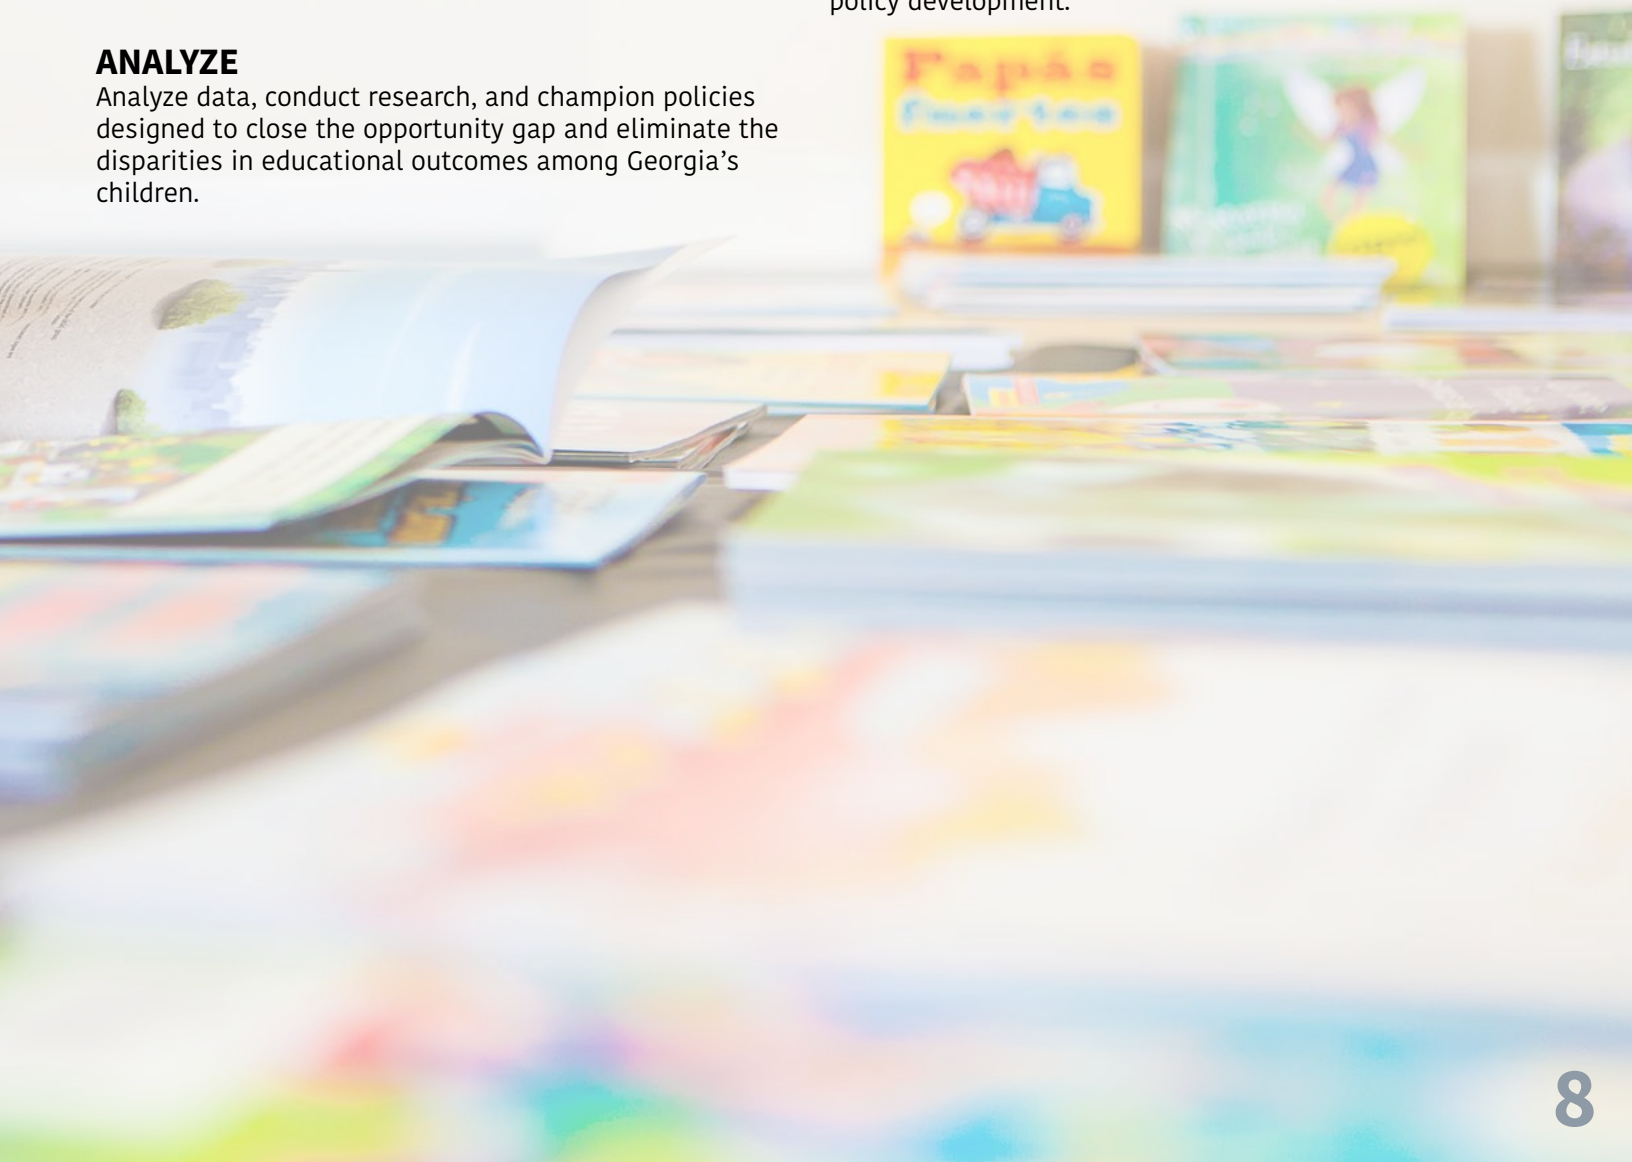 policy development.
ANALYZE
Analyze data, conduct research, and champion policies
designed to close the opportunity gap and eliminate the
disparities in educational outcomes among Georgia’s
children.
Papás
8